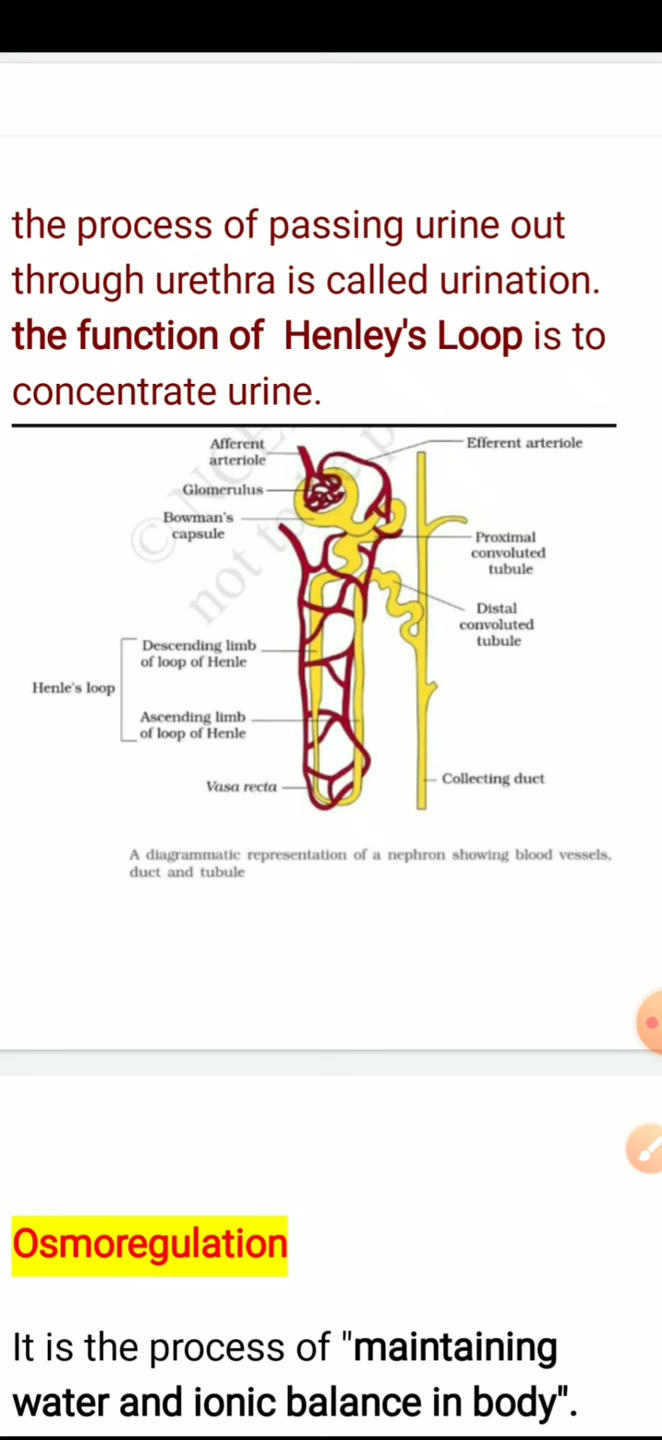 the process of passing urine out
through urethra is called urination.
the function of Henley's Loop is to
concentrate urine.
Afferent
arteriole
Efferent arteriole
Glomerulus
Bowman's
capsule
Proximal
convoluted
tubule
Distal
convoluted
tubule
Descending limb
of loop of Henle
Henle's loop
Ascending limb
of loop of Henle
Vasa recta
Collecting duct
A diagrammatic representation of a nephron showing blood vessels,
duct and tubule
Osmoregulation
It is the process of "maintaining
water and ionic balance in body".